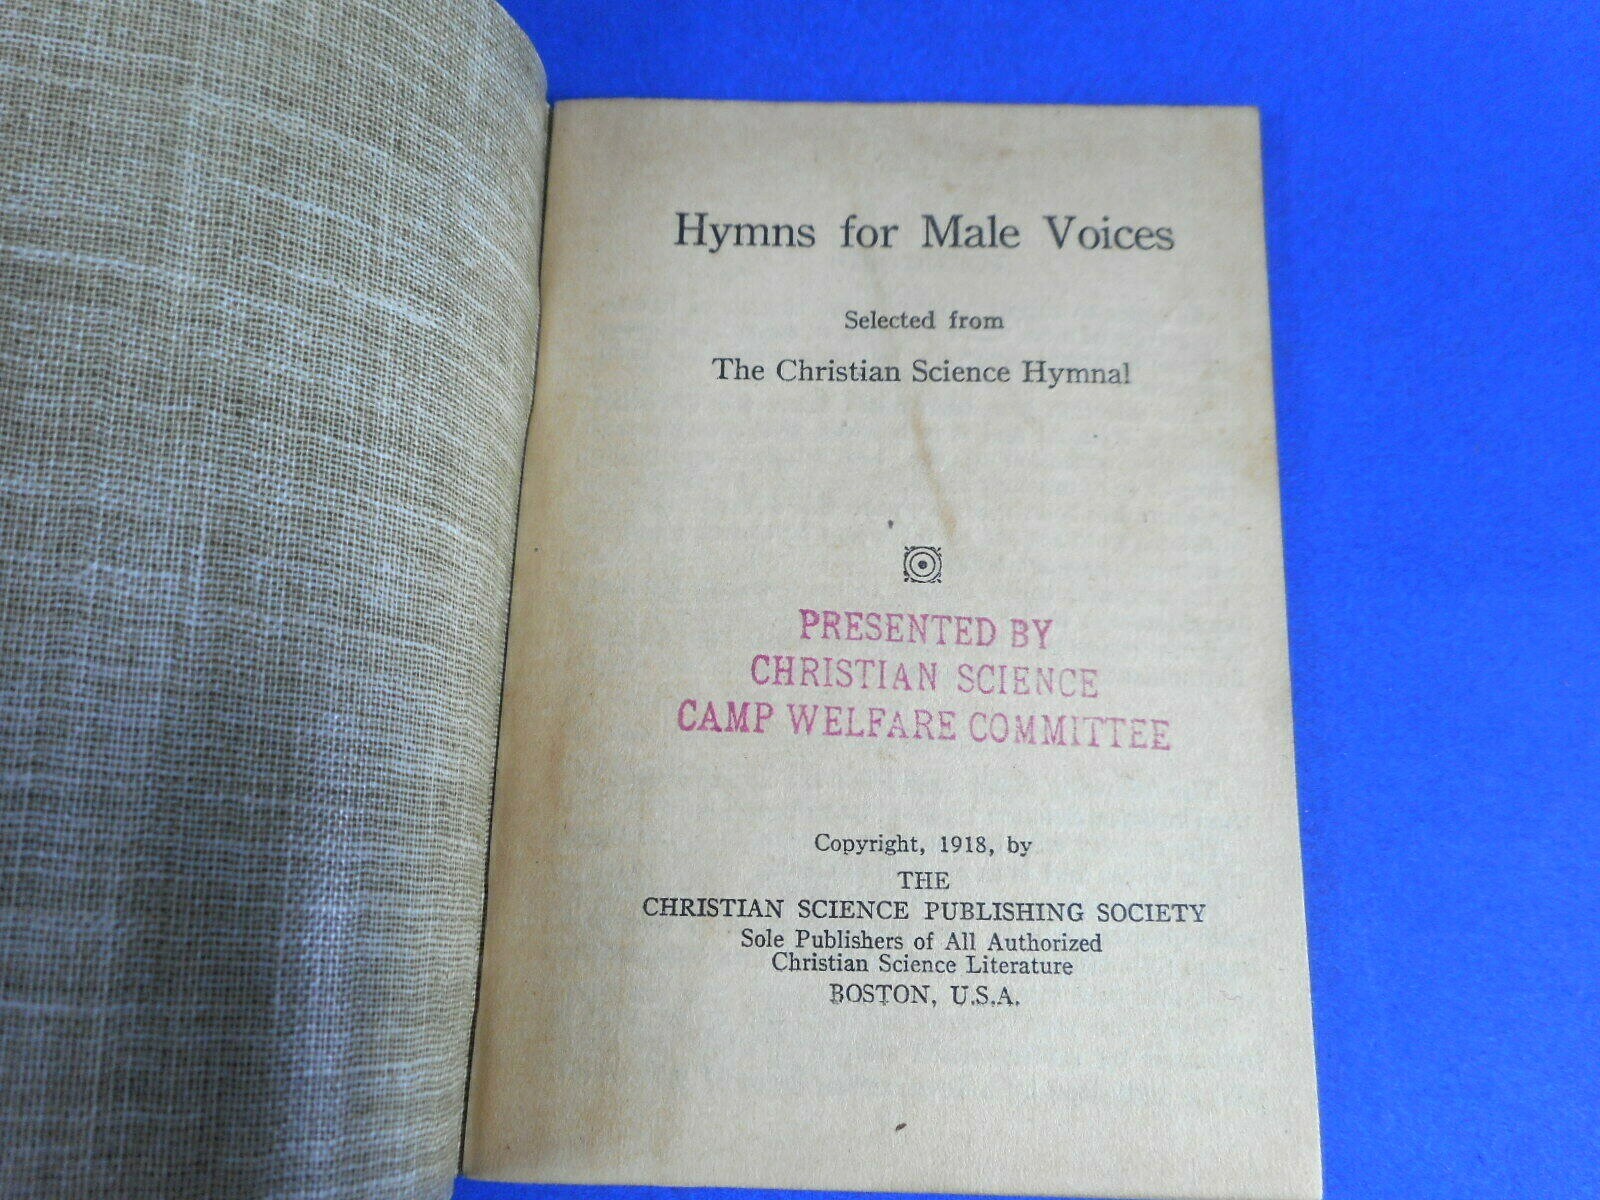 Hymns for Male Voices
Selected from
The Christian Science Hymnal
PRESENTED BY
CHRISTIAN SCIENCE
CAMP WELFARE COMMITTEE
Copyright, 1918, by
THE
CHRISTIAN SCIENCE PUBLISHING SOCIETY
Sole Publishers of All Authorized
Christian Science Literature
BOSTON, U.S.A.